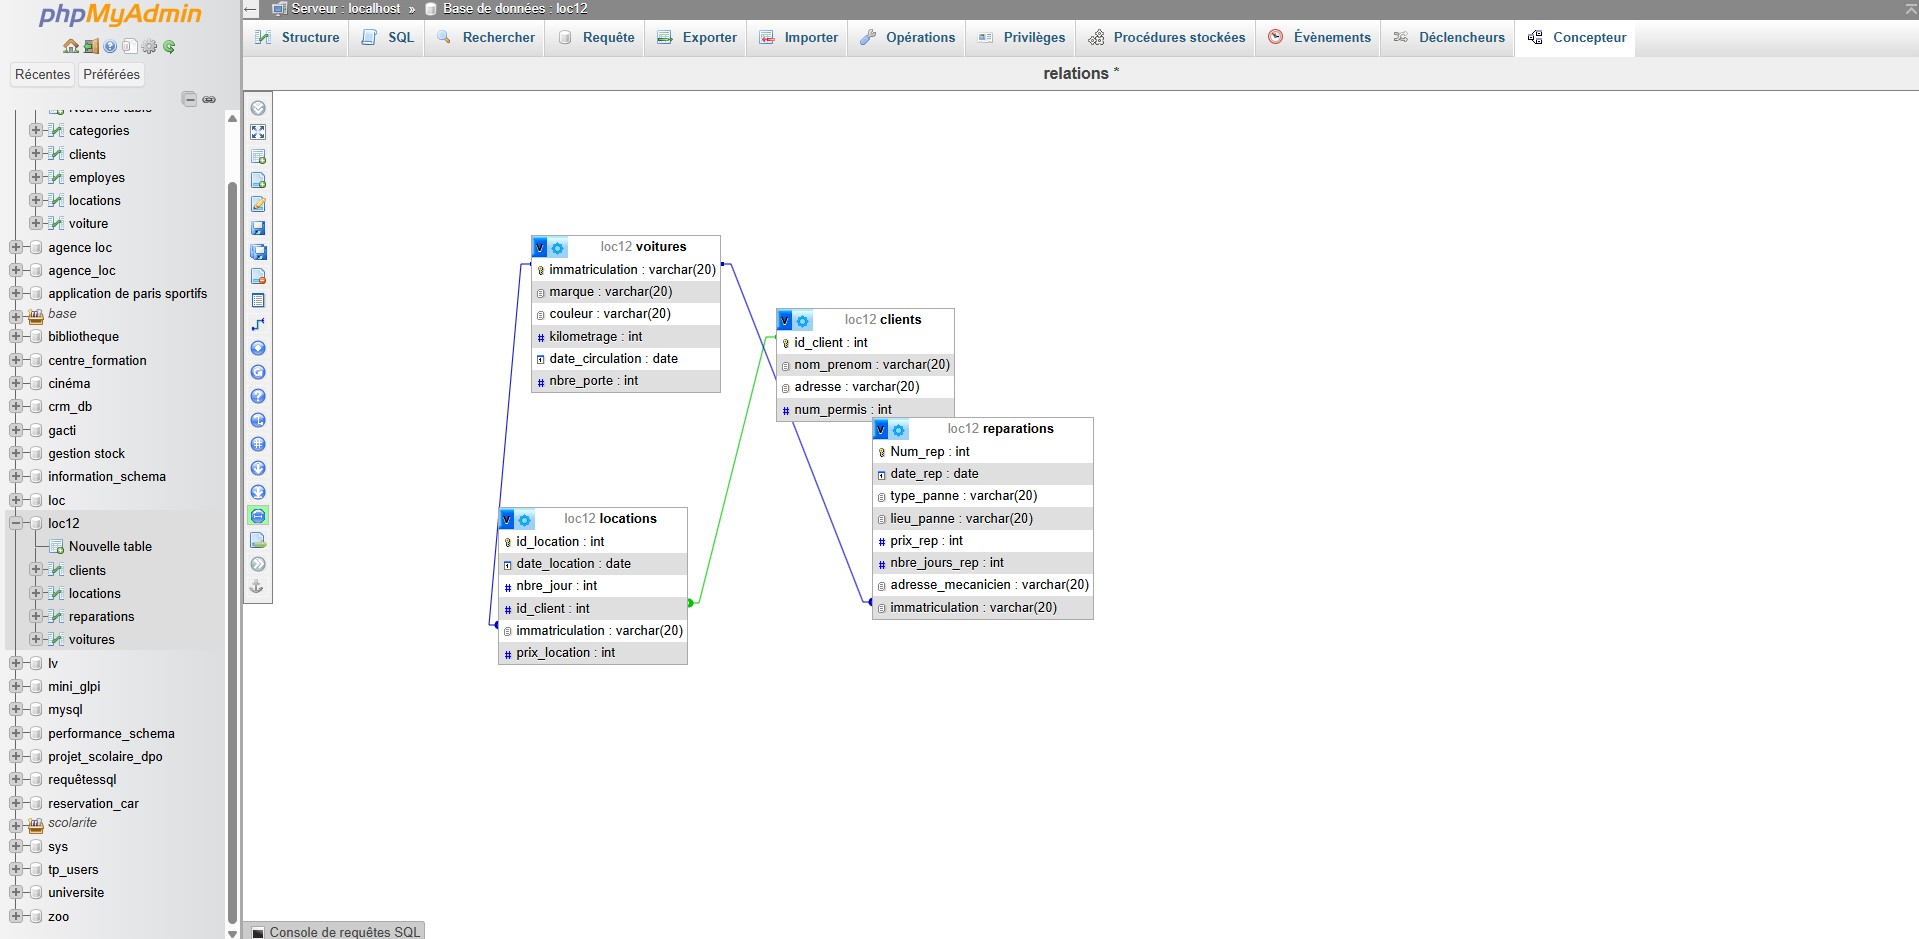 phpMyAdmin
Récentes
Préférées
Nouvelle table
categories
clients
employes
locations
voiture
agence loc
agence_loc
application de paris sportifs
base
bibliotheque
centre_formation
cinéma
crm_db
gacti
gestion stock
information_schema
loc
loc12
Nouvelle table
clients
locations
reparations
voitures
lv
mini_glpi
mysql
performance_schema
projet_scolaire_dpo
requêtessql
reservation_car
scolarite
sys
tp_users
universite
zoo
Serveur : localhost » Base de données : loc12
Structure
SQL
Rechercher
Requête
Exporter
Importer
Opérations
Privilèges
Procédures stockées
Évènements
Déclencheurs
Concepteur
relations *
V loc12 voitures
immatriculation : varchar(20)
marque : varchar(20)
couleur : varchar(20)
# kilometrage : int
date_circulation : date
# nbre_porte : int
V loc12 clients
id_client : int
nom_prenom : varchar(20)
adresse : varchar(20)
# num_permis : int
V loc12 reparations
Num_rep : int
date_rep : date
type_panne : varchar(20)
lieu_panne : varchar(20)
# prix_rep : int
# nbre_jours_rep : int
adresse_mecanicien : varchar(20)
immatriculation : varchar(20)
V loc12 locations
id_location : int
date_location : date
# nbre_jour : int
# id_client : int
immatriculation : varchar(20)
# prix_location : int
Console de requêtes SQL